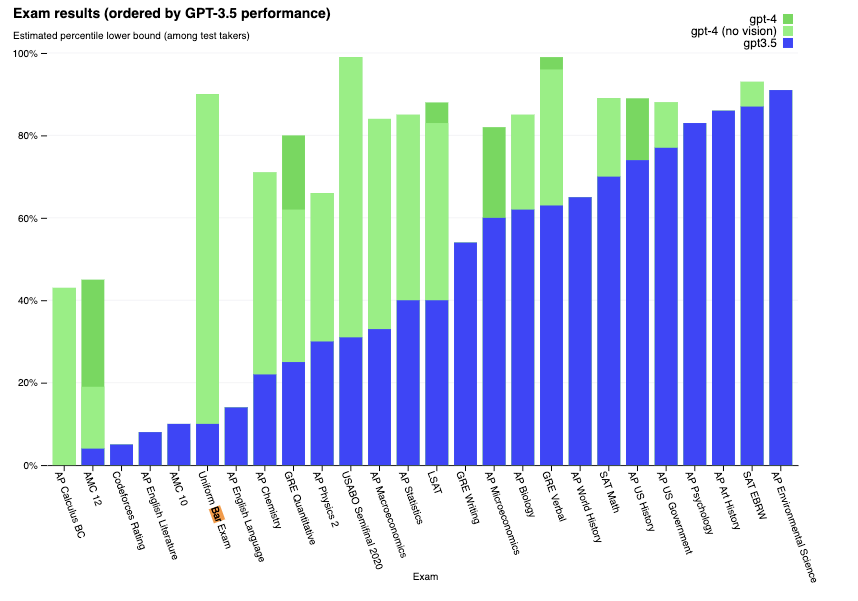 Exam results (ordered by GPT-3.5 performance)
Estimated percentile lower bound (among test takers)
gpt-4
gpt-4 (no vision)
gpt3.5
100%
80%
60%
40%
20%
0%
AP Calculus BC
AMC 12
Codeforces Rating
AP English Literature
AMC 10
Uniform Bar Exam
AP English Language
AP Chemistry
GRE Quantitative
AP Physics 2
USABO Semifinal 2020
AP Macroeconomics
AP Statistics
LSAT
GRE Writing
AP Microeconomics
AP Biology
GRE Verbal
AP World History
SAT Math
AP US History
AP US Government
AP Psychology
AP Art History
SAT EBRW
AP Environmental Science
Exam